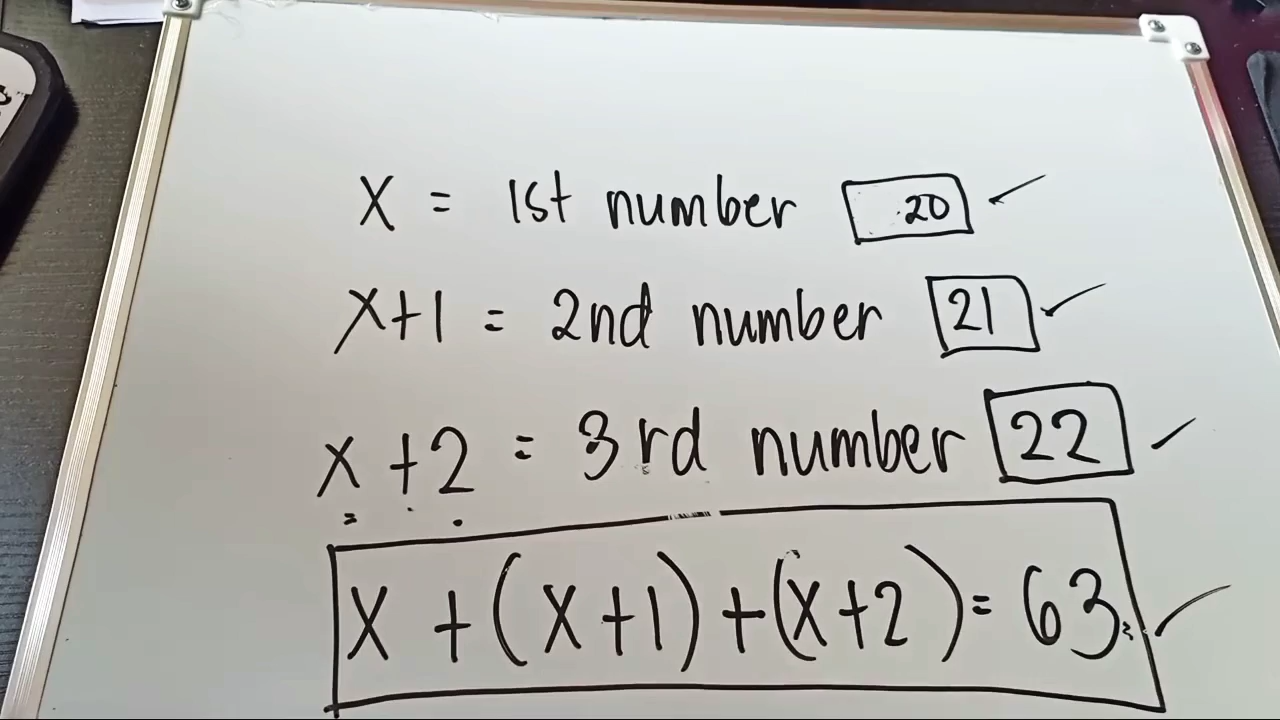 x = 1st number 20 ✓
x+1 = 2nd number 21 ✓
x+2 = 3rd number 22 ✓
x + (x+1) + (x+2) = 63 ✓